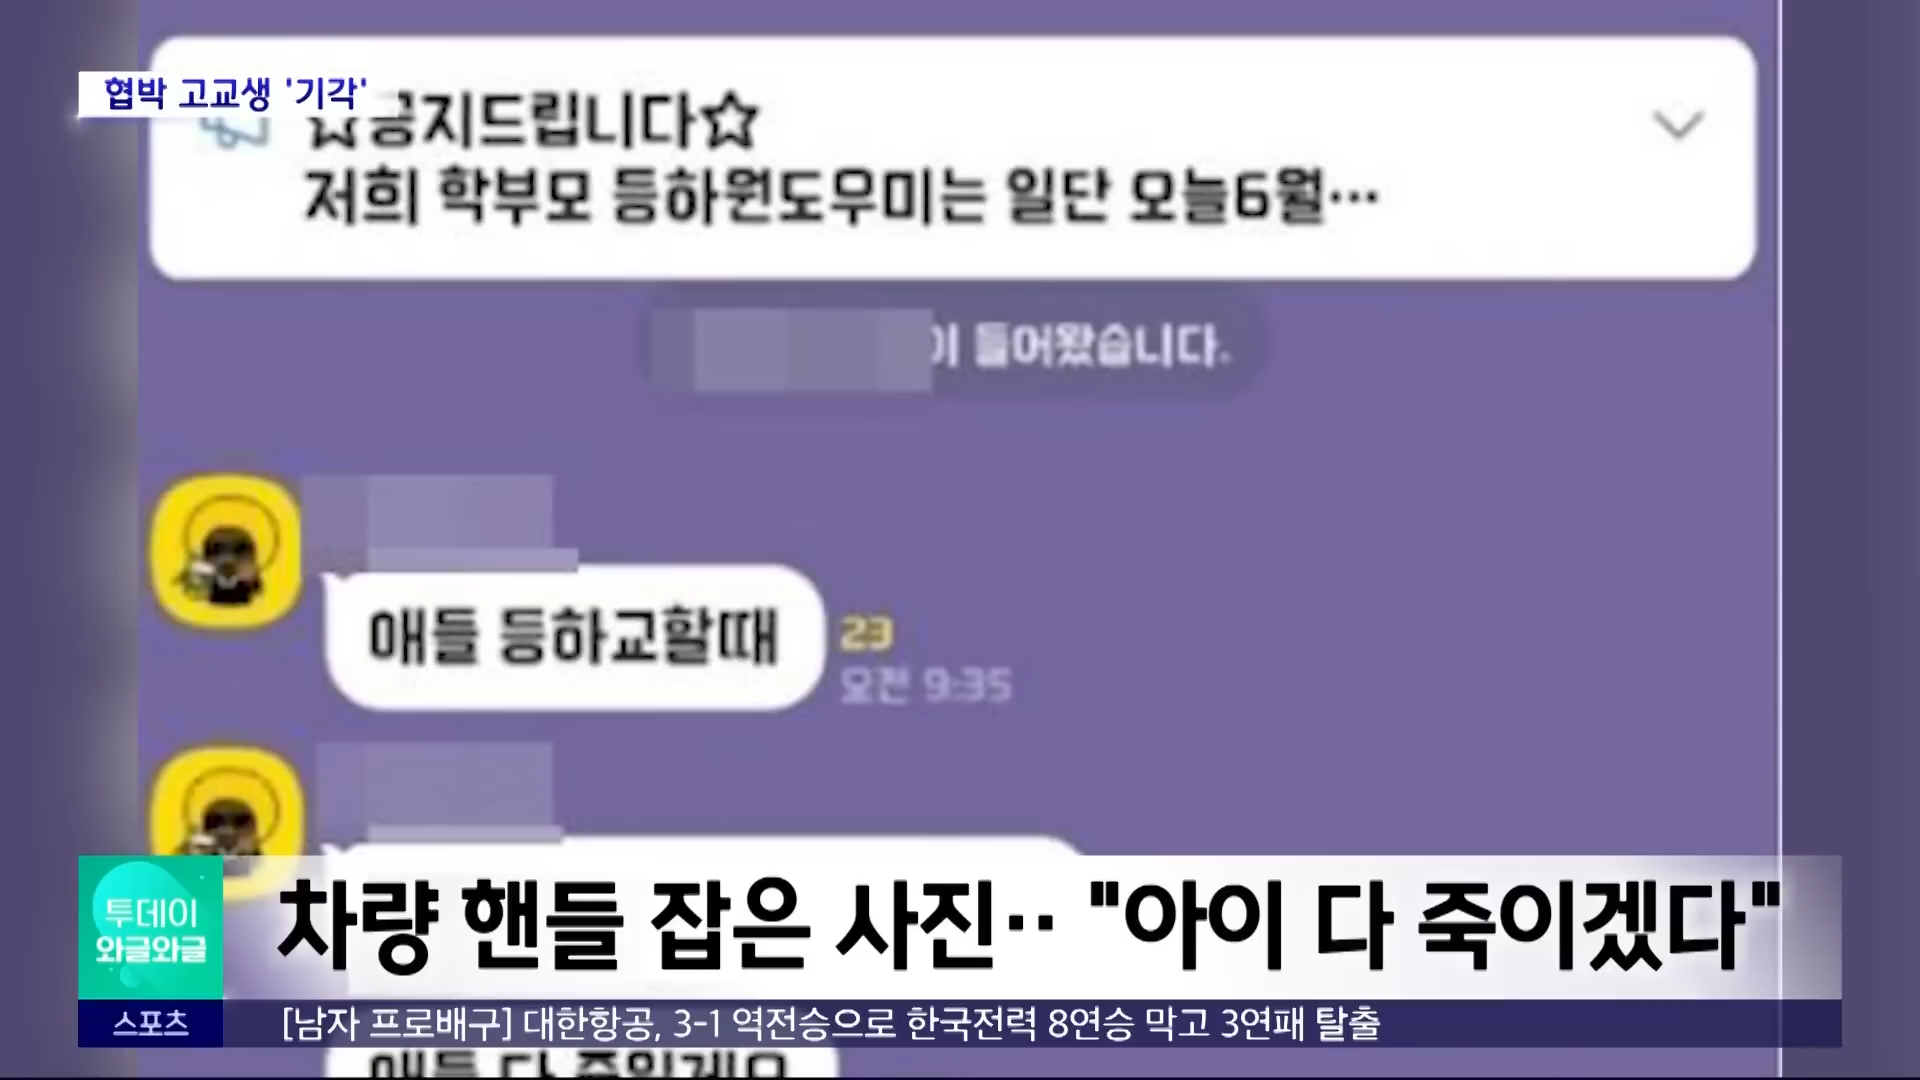 협박 고교생 '기각'
☆공지드립니다☆
저희 학부모 등하원도우미는 일단 오늘6월…
이 들어왔습니다.
애들 등하교할때
23
오전 9:35
투데이
와글와글
차량 핸들 잡은 사진‥ "아이 다 죽이겠다"
스포츠
[남자 프로배구] 대한항공, 3-1 역전승으로 한국전력 8연승 막고 3연패 탈출
애들 다